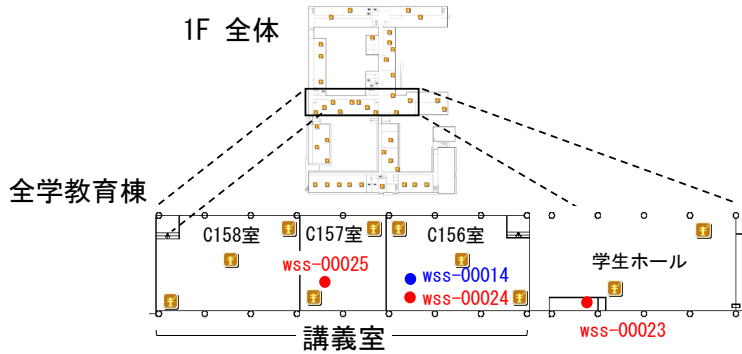 1F 全体
全学教育棟
C158室
C157室
C156室
学生ホール
wss-00025
wss-00014
wss-00024
wss-00023
講義室